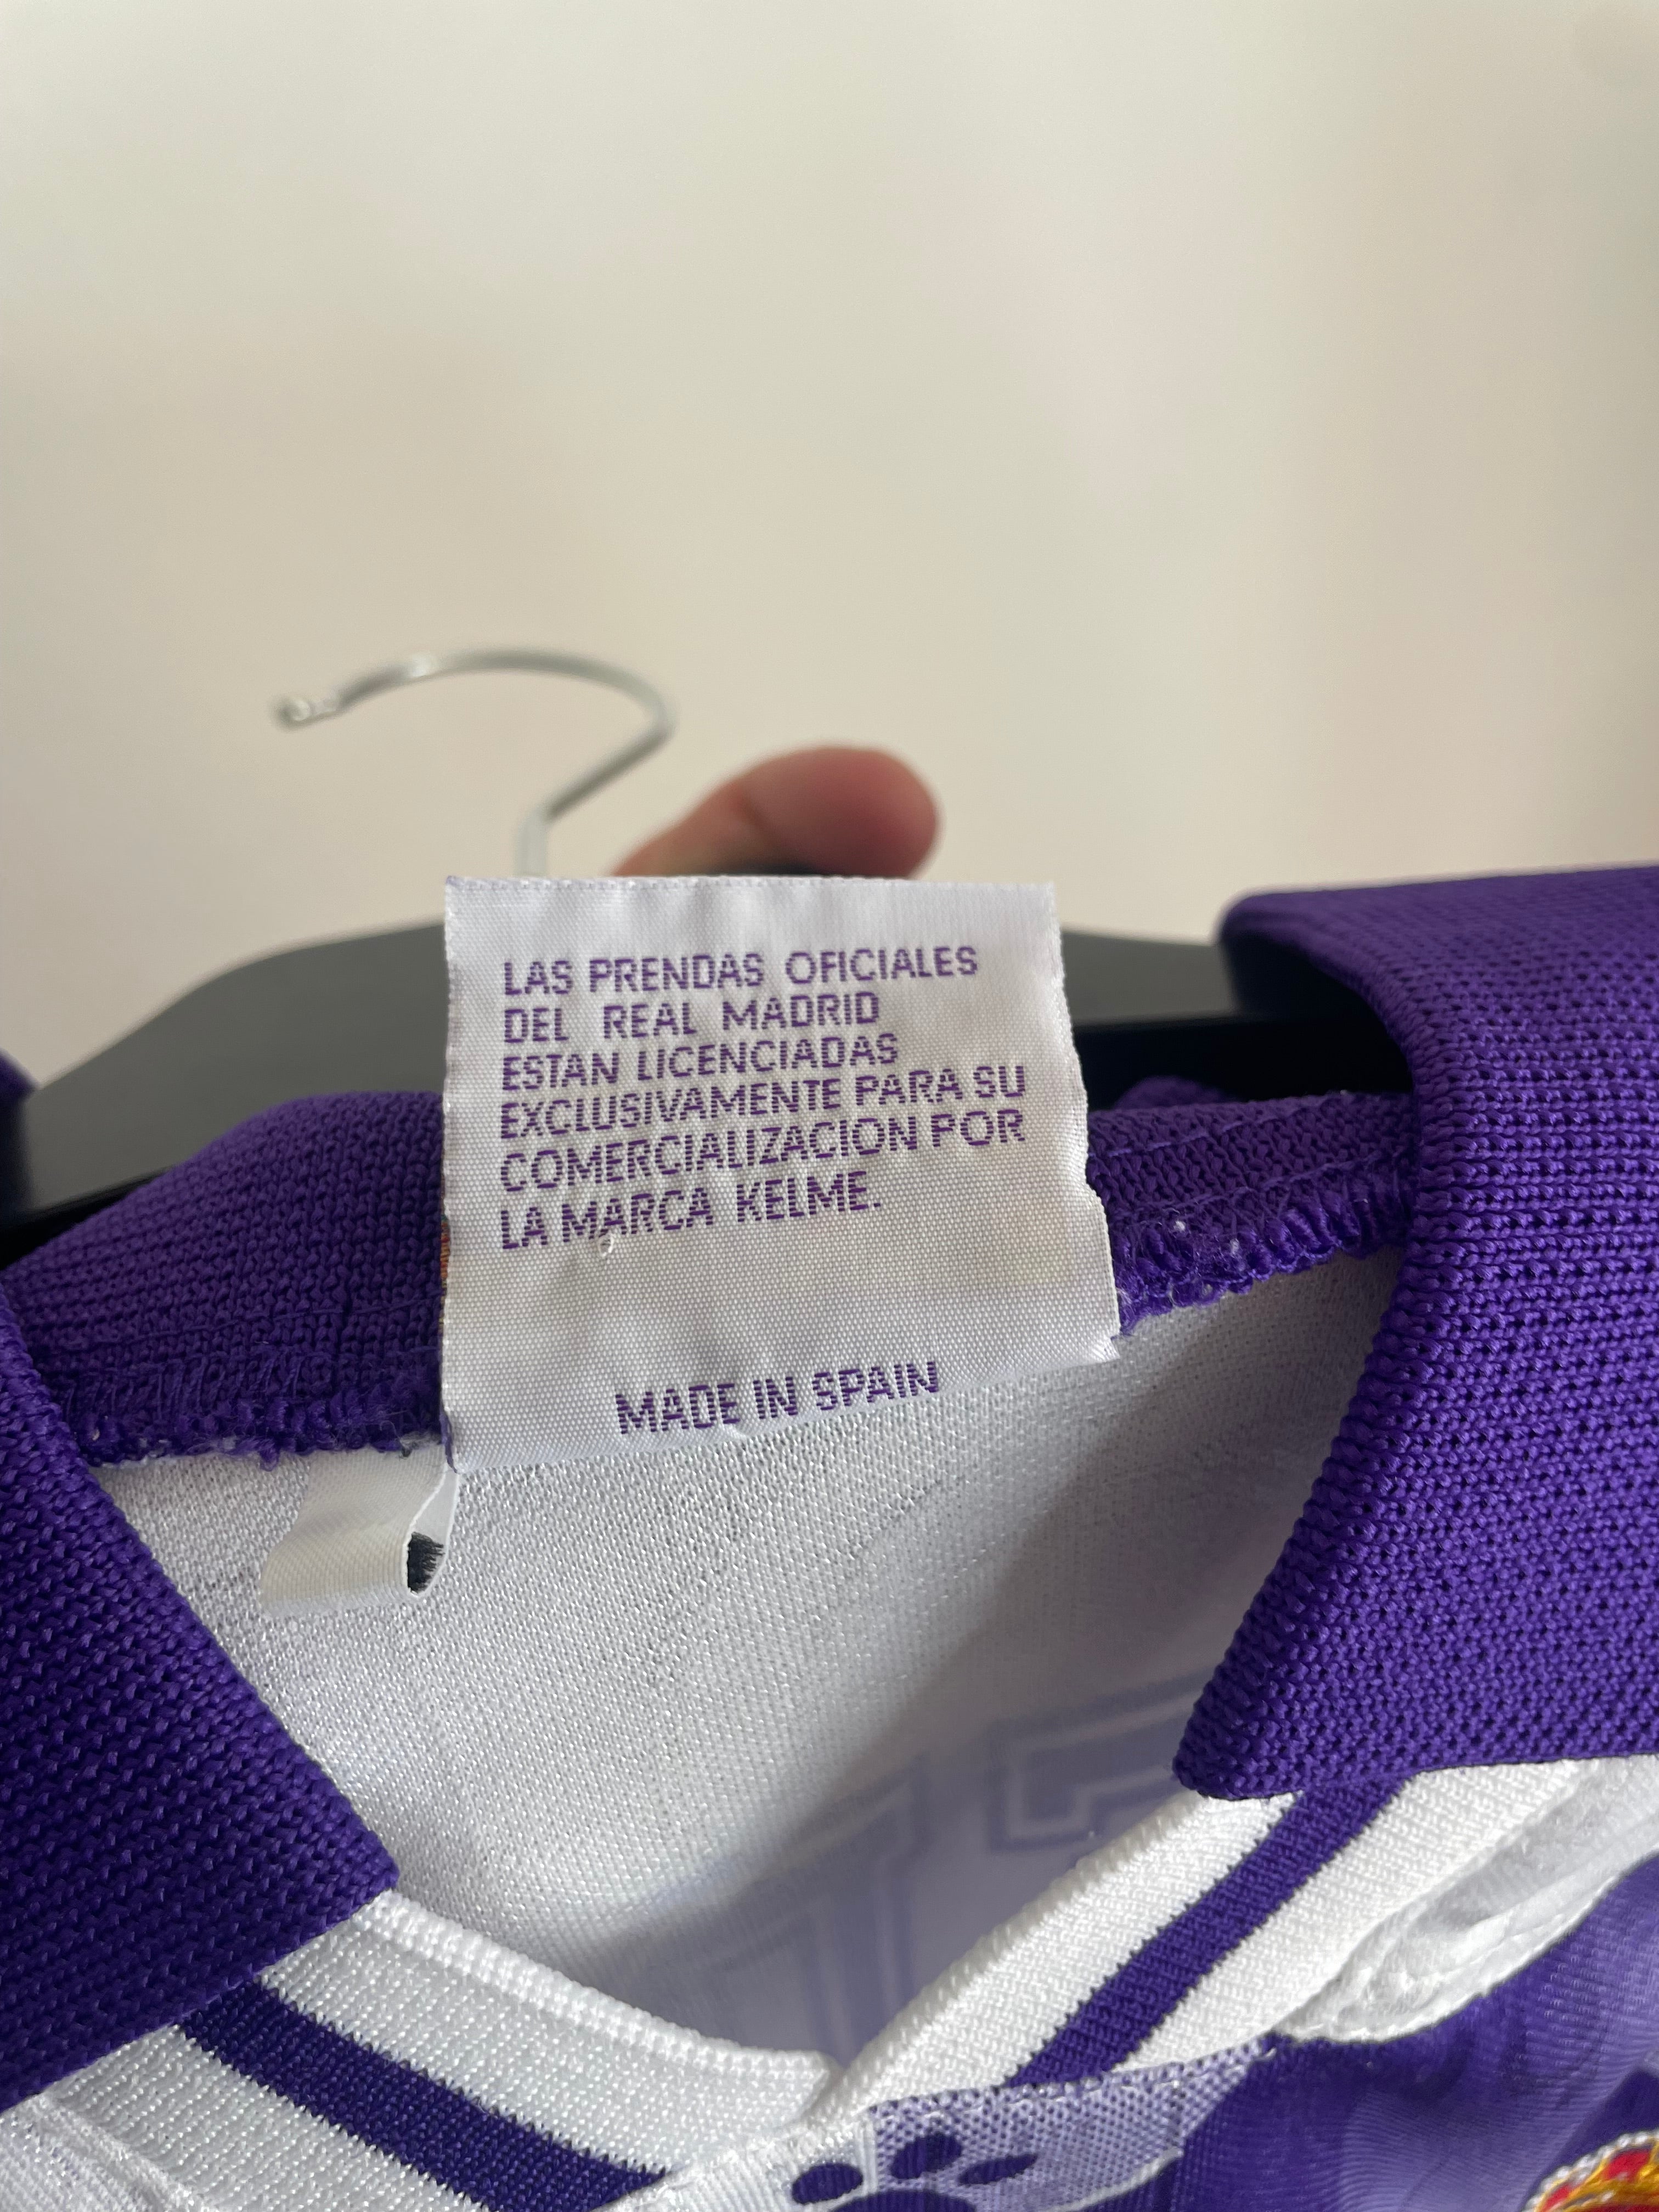 LAS PRENDAS OFICIALES
DEL REAL MADRID
ESTAN LICENCIADAS
EXCLUSIVAMENTE PARA SU
COMERCIALIZACION POR
LA MARCA KELME.
MADE IN SPAIN